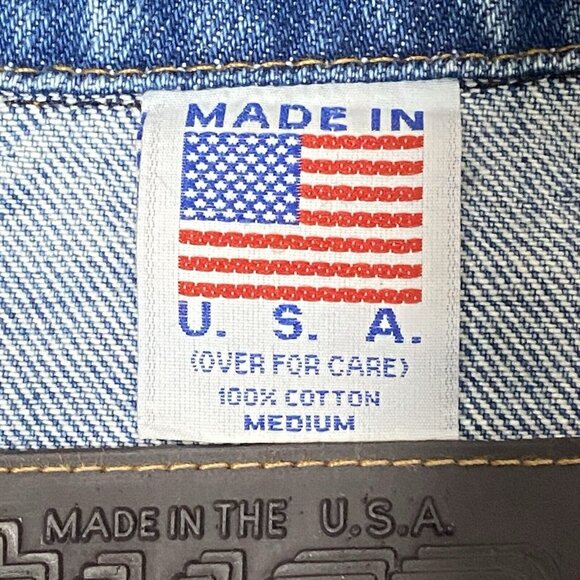 MADE IN
U. S. A.
(OVER FOR CARE)
100% COTTON
MEDIUM
MADE IN THE U.S.A.